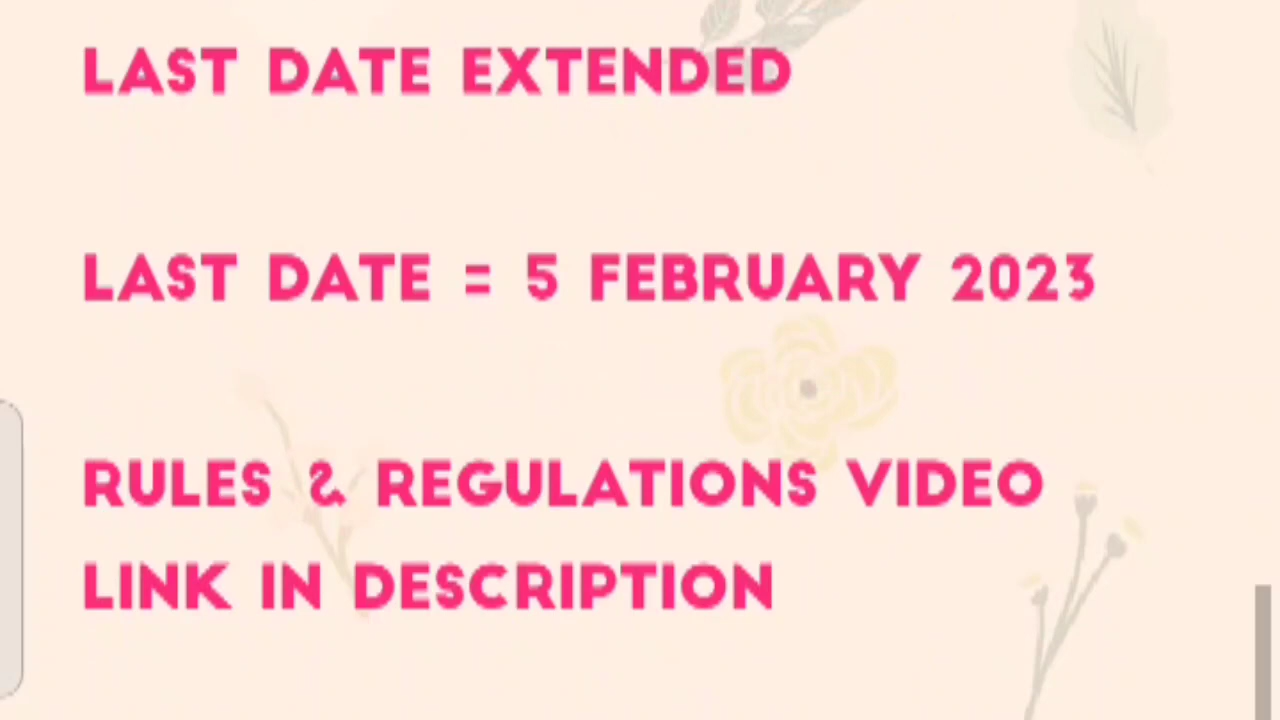 LAST DATE EXTENDED
LAST DATE = 5 FEBRUARY 2023
RULES & REGULATIONS VIDEO
LINK IN DESCRIPTION